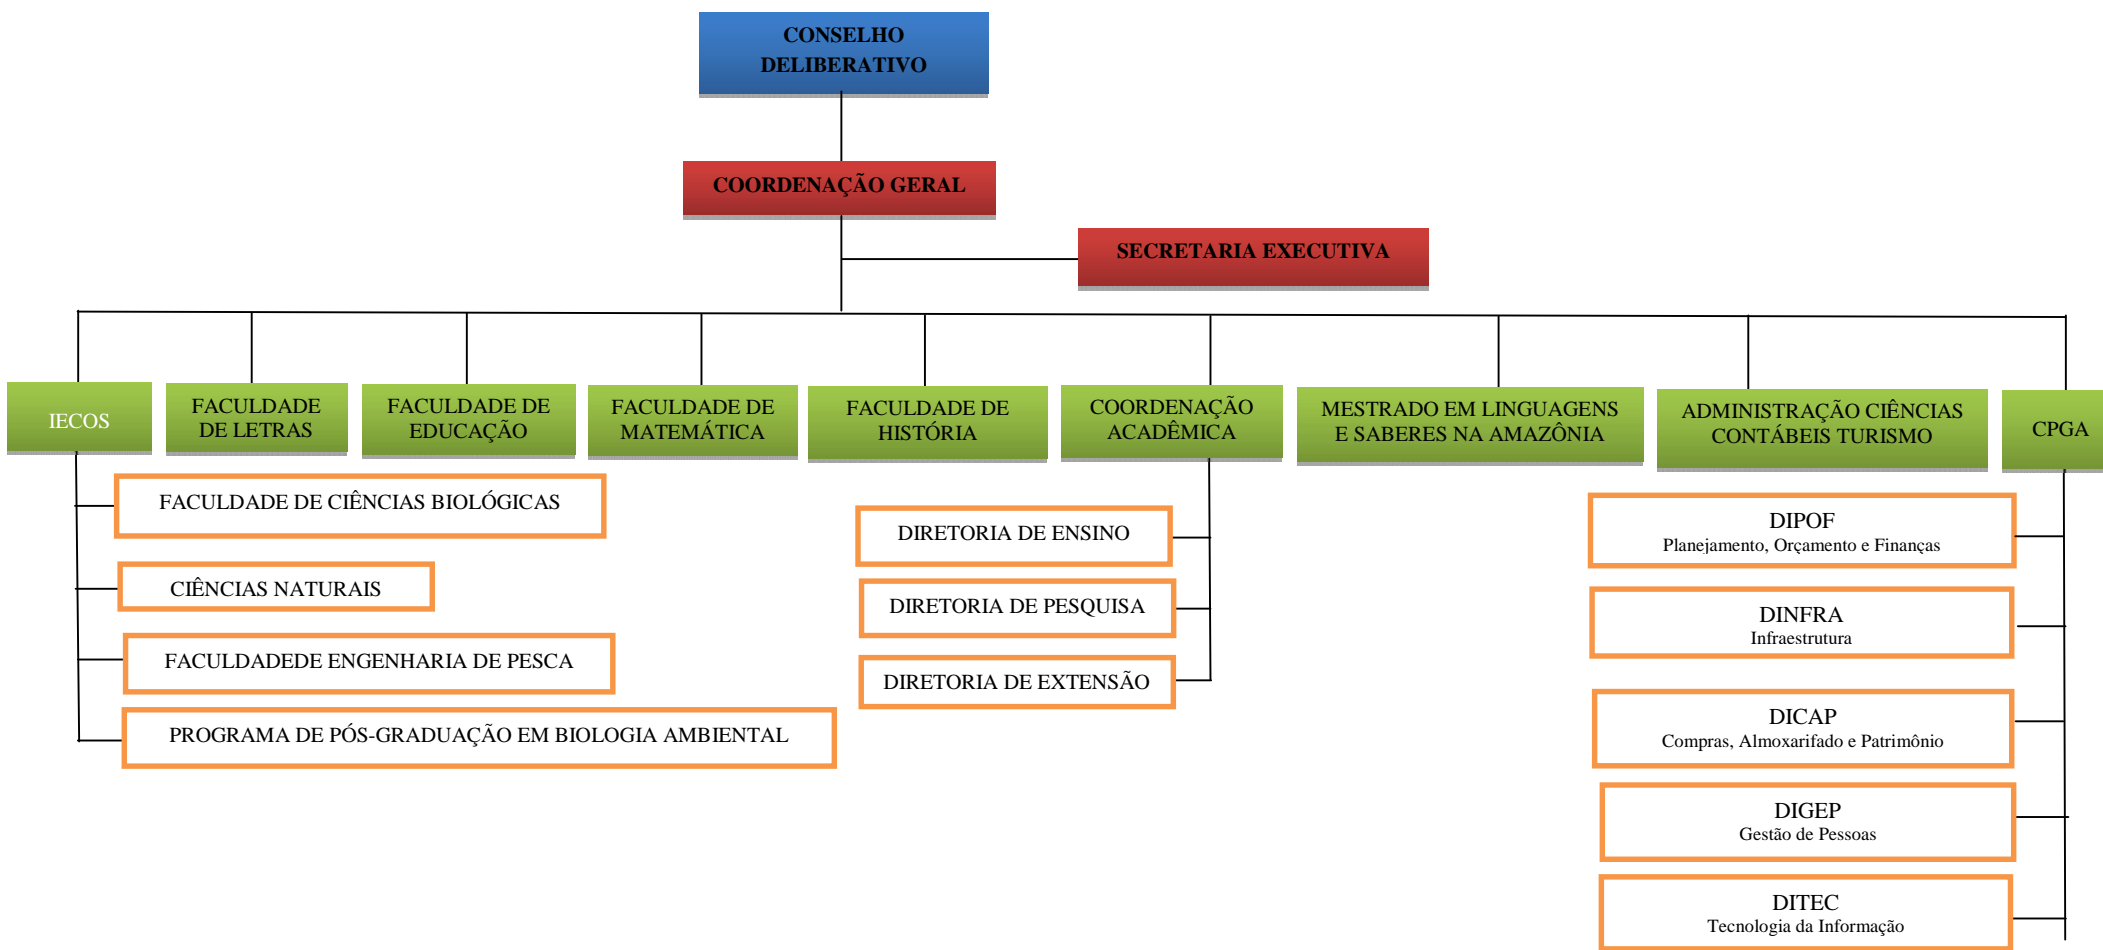 CONSELHO
DELIBERATIVO
COORDENAÇÃO GERAL
SECRETARIA EXECUTIVA
IECOS
FACULDADE
DE LETRAS
FACULDADE DE
EDUCAÇÃO
FACULDADE DE
MATEMÁTICA
FACULDADE DE
HISTÓRIA
COORDENAÇÃO
ACADÊMICA
MESTRADO EM LINGUAGENS
E SABERES NA AMAZÔNIA
ADMINISTRAÇÃO CIÊNCIAS
CONTÁBEIS TURISMO
CPGA
FACULDADE DE CIÊNCIAS BIOLÓGICAS
CIÊNCIAS NATURAIS
FACULDADEDE ENGENHARIA DE PESCA
PROGRAMA DE PÓS-GRADUAÇÃO EM BIOLOGIA AMBIENTAL
DIRETORIA DE ENSINO
DIRETORIA DE PESQUISA
DIRETORIA DE EXTENSÃO
DIPOF
Planejamento, Orçamento e Finanças
DINFRA
Infraestrutura
DICAP
Compras, Almoxarifado e Patrimônio
DIGEP
Gestão de Pessoas
DITEC
Tecnologia da Informação